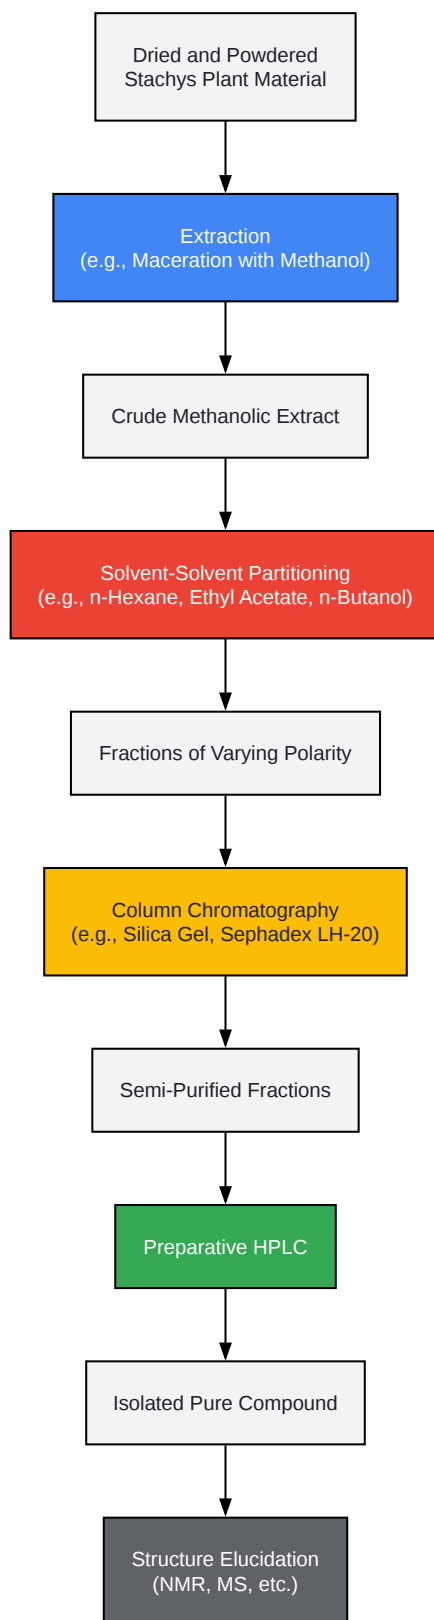 Dried and Powdered
Stachys Plant Material
Extraction
(e.g., Maceration with Methanol)
Crude Methanolic Extract
Solvent-Solvent Partitioning
(e.g., n-Hexane, Ethyl Acetate, n-Butanol)
Fractions of Varying Polarity
Column Chromatography
(e.g., Silica Gel, Sephadex LH-20)
Semi-Purified Fractions
Preparative HPLC
Isolated Pure Compound
Structure Elucidation
(NMR, MS, etc.)